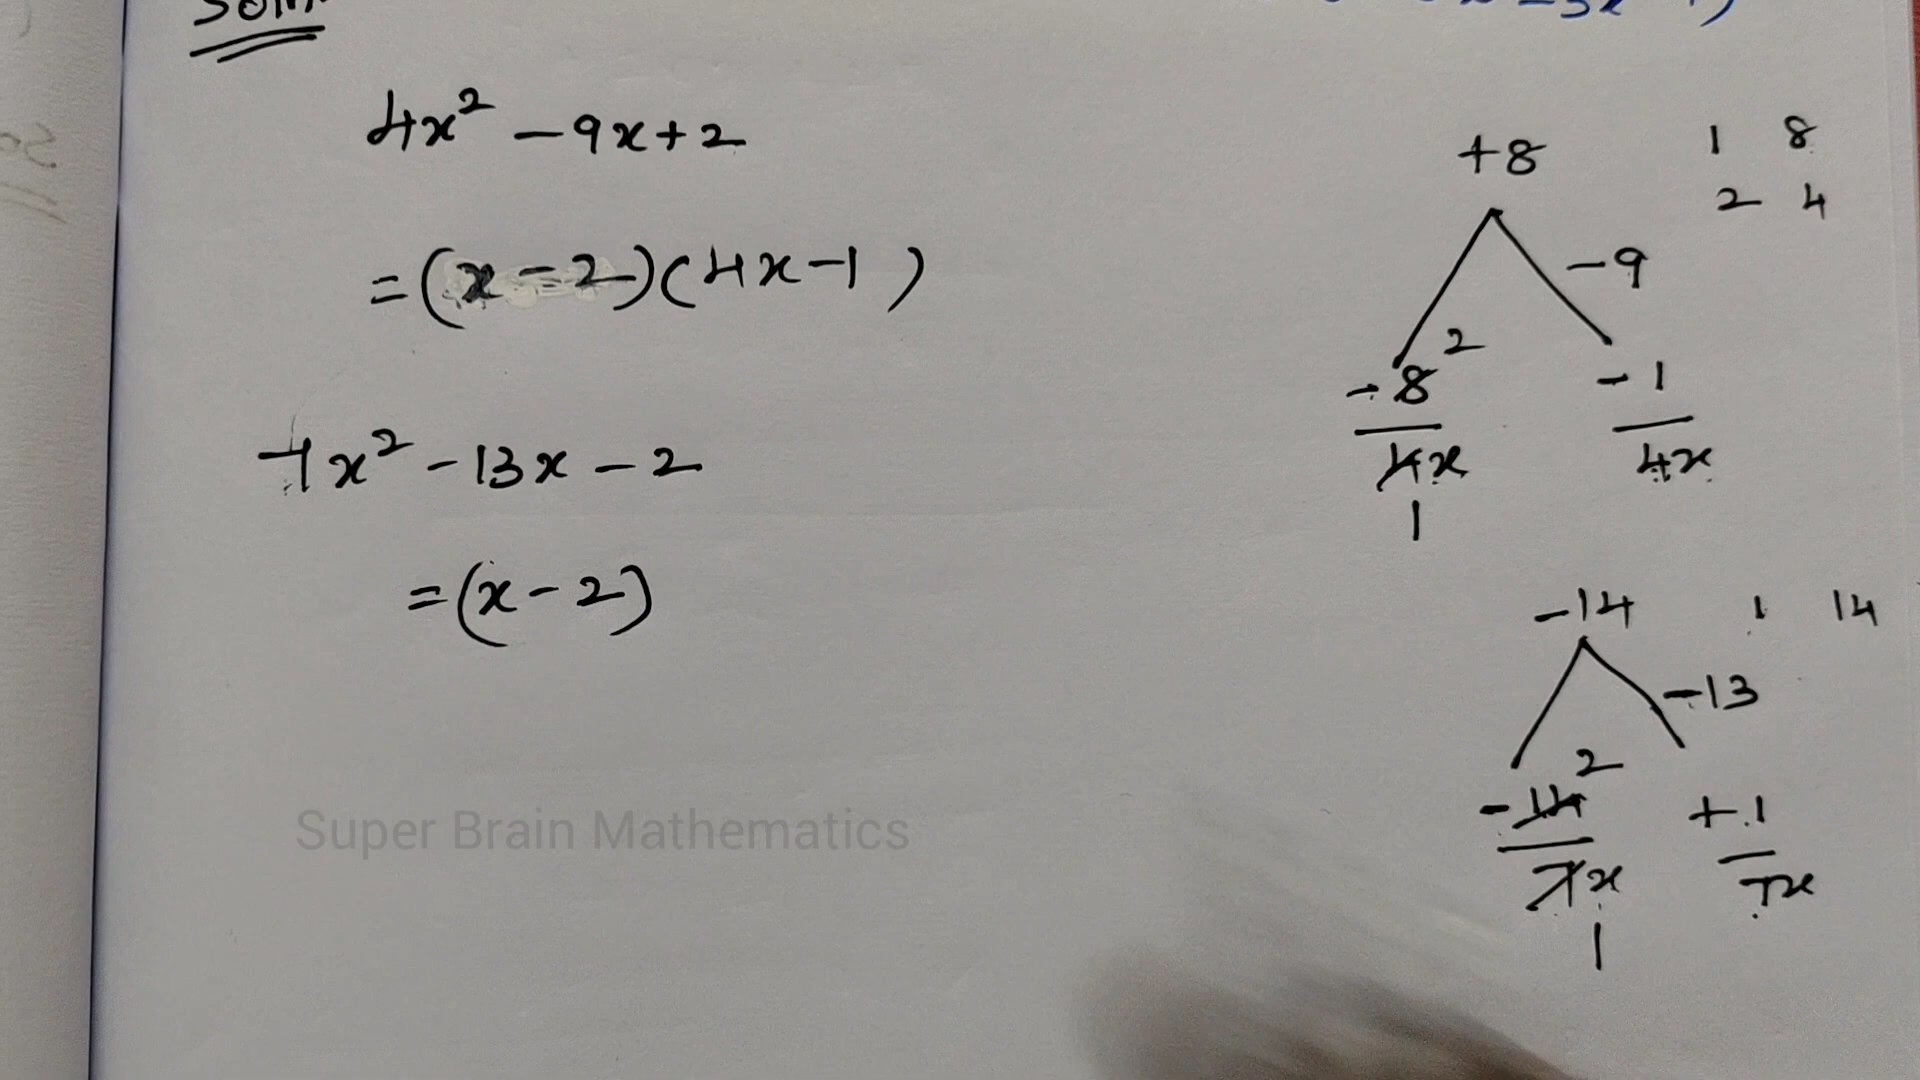 Soln
4x² - 9x + 2
= (x - 2)(4x - 1)
7x² - 13x - 2
= (x - 2)
+8
1 8
2 4
-9
-8 2
-1
4x
4x
1
-14
1 14
-13
2
-14
+1
7x
7x
1
Super Brain Mathematics